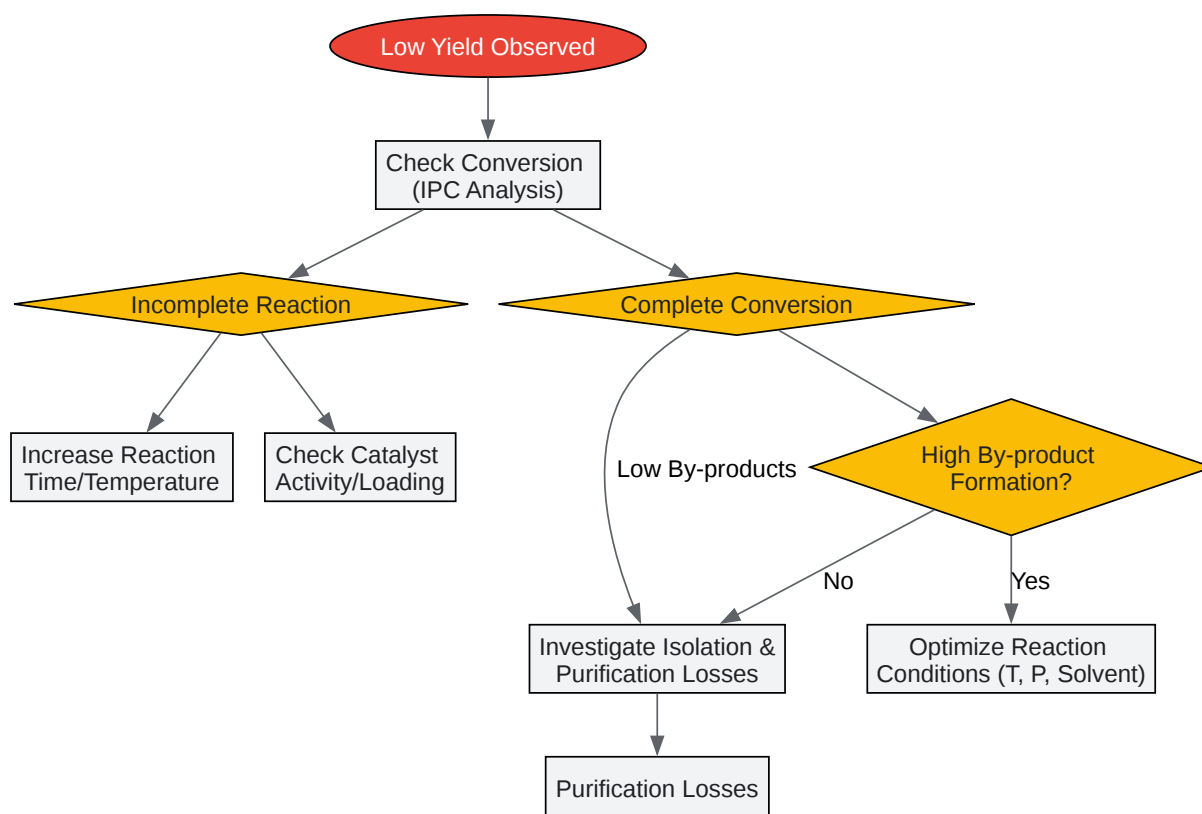 Low Yield Observed
Check Conversion
(IPC Analysis)
Incomplete Reaction
Complete Conversion
Increase Reaction
Time/Temperature
Check Catalyst
Activity/Loading
Low By-products
High By-product
Formation?
No
Yes
Investigate Isolation &
Purification Losses
Optimize Reaction
Conditions (T, P, Solvent)
Purification Losses